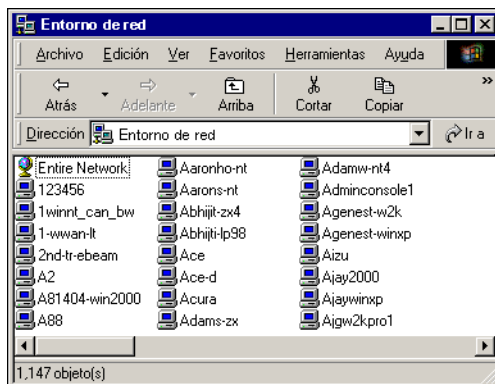 Entorno de red
Archivo Edición Ver Favoritos Herramientas Ayuda
Atrás Adelante Arriba Cortar Copiar »
Dirección Entorno de red Ir a
Entire Network Aaronho-nt Adamw-nt4
123456 Aarons-nt Adminconsole1
1winnt_can_bw Abhijit-zx4 Agenest-w2k
1-wwan-lt Abhijti-lp98 Agenest-winxp
2nd-tr-ebeam Ace Aizu
A2 Ace-d Ajay2000
A81404-win2000 Acura Ajaywinxp
A88 Adams-zx Ajgw2kpro1
1,147 objeto(s)